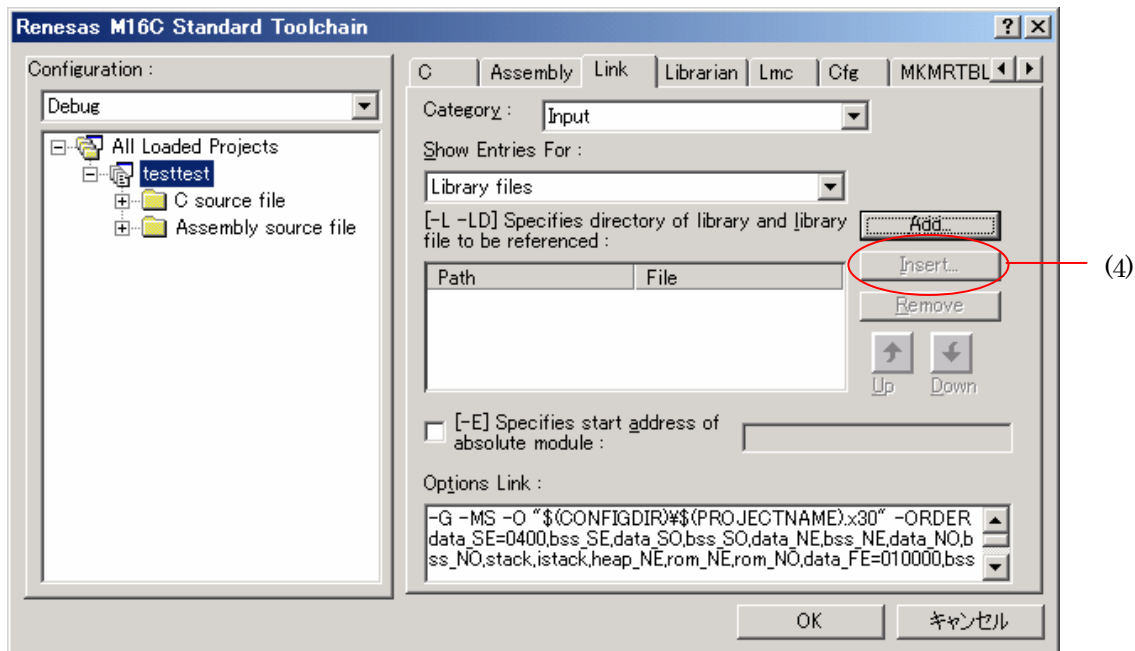 Renesas M16C Standard Toolchain
Configuration :
Debug
All Loaded Projects
testtest
C source file
Assembly source file
C Assembly Link Librarian Lmc Cfg MKMRTBL
Category :
Input
Show Entries For :
Library files
[-L -LD] Specifies directory of library and library
file to be referenced :
Add...
Insert...
(4)
Remove
Path File
Up Down
[-E] Specifies start address of
absolute module :
Options Link :
-G -MS -O "$(CONFIGDIR)¥$(PROJECTNAME).x30" -ORDER
data_SE=0400,bss_SE,data_SO,bss_SO,data_NE,bss_NE,data_NO,b
ss_NO,stack,istack,heap_NE,rom_NE,rom_NO,data_FE=010000,bss
OK キャンセル